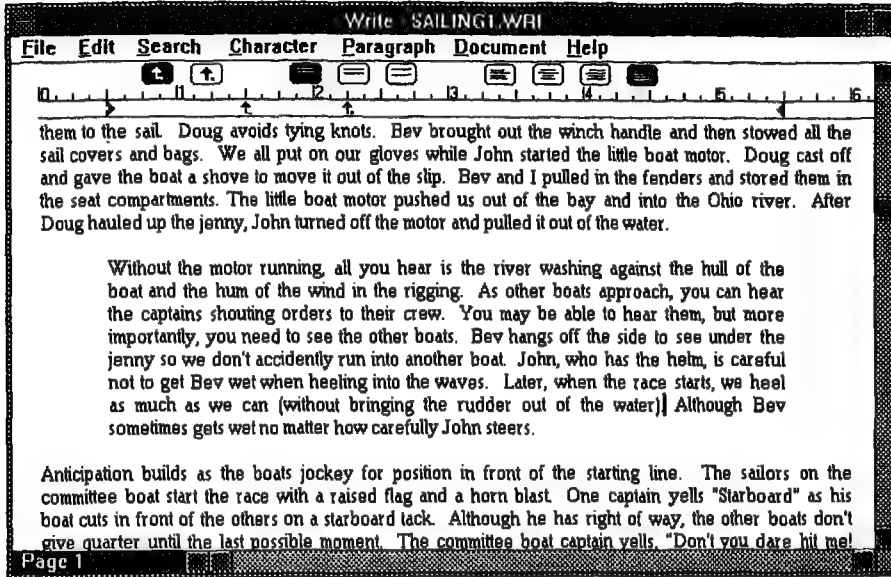 Write - SAILING1.WRI
File Edit Search Character Paragraph Document Help
0 1 2 3 4 5 6
them to the sail. Doug avoids tying knots. Bev brought out the winch handle and then stowed all the
sail covers and bags. We all put on our gloves while John started the little boat motor. Doug cast off
and gave the boat a shove to move it out of the slip. Bev and I pulled in the fenders and stored them in
the seat compartments. The little boat motor pushed us out of the bay and into the Ohio river. After
Doug hauled up the jenny, John turned off the motor and pulled it out of the water.
Without the motor running, all you hear is the river washing against the hull of the
boat and the hum of the wind in the rigging. As other boats approach, you can hear
the captains shouting orders to their crew. You may be able to hear them, but more
importantly, you need to see the other boats. Bev hangs off the side to see under the
jenny so we don't accidently run into another boat. John, who has the helm, is careful
not to get Bev wet when heeling into the waves. Later, when the race starts, we heel
as much as we can (without bringing the rudder out of the water). Although Bev
sometimes gets wet no matter how carefully John steers.
Anticipation builds as the boats jockey for position in front of the starting line. The sailors on the
committee boat start the race with a raised flag and a horn blast. One captain yells "Starboard" as his
boat cuts in front of the others on a starboard tack. Although he has right of way, the other boats don't
give quarter until the last possible moment. The committee boat captain yells, "Don't you dare hit me!
Page 1